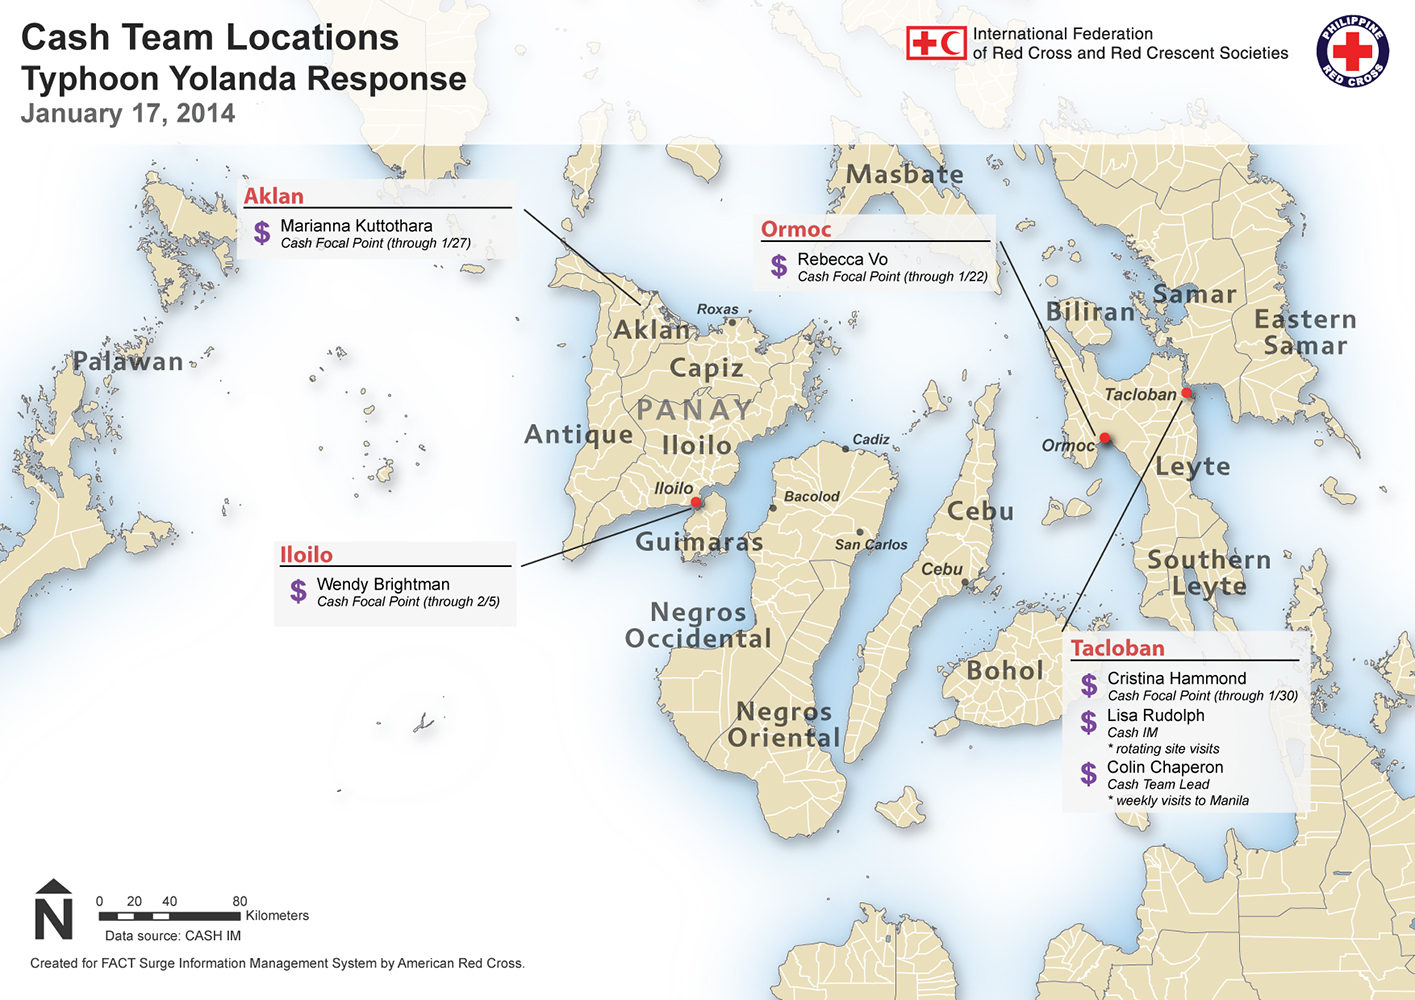 Cash Team Locations
Typhoon Yolanda Response
January 17, 2014
International Federation
of Red Cross and Red Crescent Societies
PHILIPPINE
RED CROSS
Aklan
$ Marianna Kuttothara
Cash Focal Point (through 1/27)
Ormoc
$ Rebecca Vo
Cash Focal Point (through 1/22)
Masbate
Samar
Biliran
Eastern
Samar
Roxas
Aklan
Palawan
Capiz
PANAY
Tacloban
Antique
Iloilo
Cadiz
Ormoc
Leyte
Iloilo
Bacolod
Cebu
Guimaras
San Carlos
Cebu
Southern
Leyte
Iloilo
$ Wendy Brightman
Cash Focal Point (through 2/5)
Negros
Occidental
Bohol
Negros
Oriental
Tacloban
$ Cristina Hammond
Cash Focal Point (through 1/30)
$ Lisa Rudolph
Cash IM
* rotating site visits
$ Colin Chaperon
Cash Team Lead
* weekly visits to Manila
N
0 20 40 80
Kilometers
Data source: CASH IM
Created for FACT Surge Information Management System by American Red Cross.